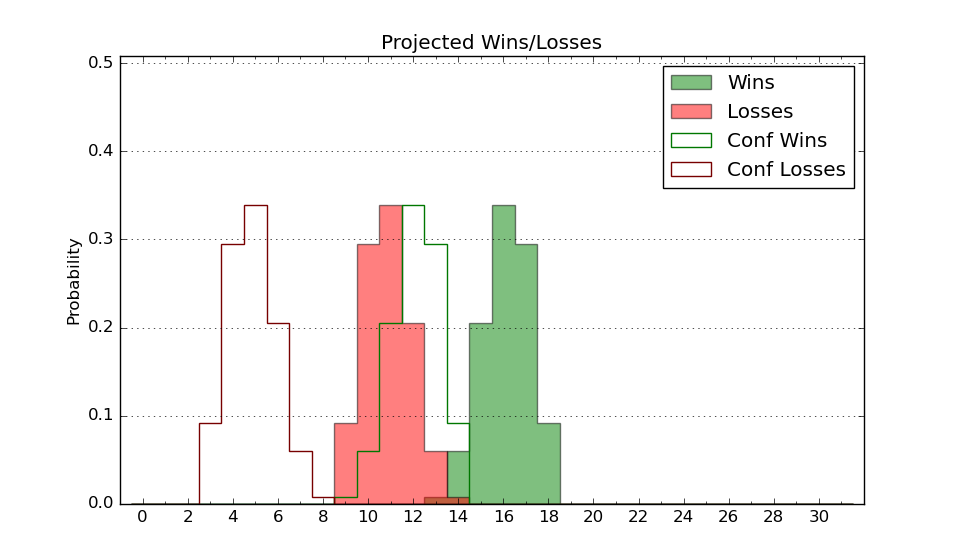 Projected Wins/Losses
0.5
0.4
0.3
0.2
0.1
0.0
Probability
Wins
Losses
Conf Wins
Conf Losses
0 2 4 6 8 10 12 14 16 18 20 22 24 26 28 30